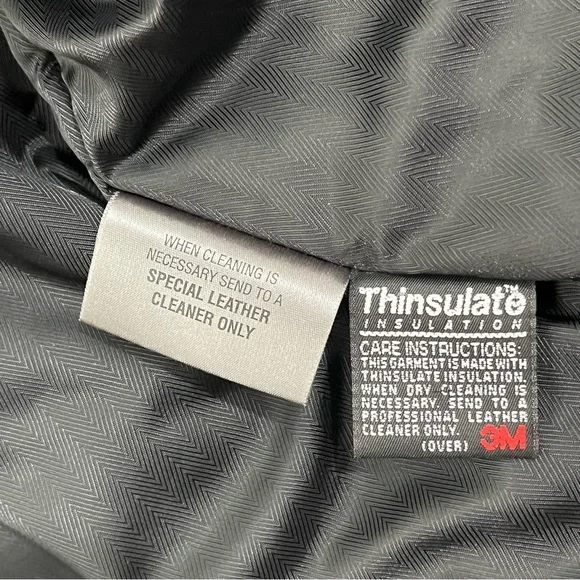 WHEN CLEANING IS
NECESSARY SEND TO A
SPECIAL LEATHER
CLEANER ONLY
Thinsulate™
INSULATION
CARE INSTRUCTIONS:
THIS GARMENT IS MADE WITH
THINSULATE INSULATION.
WHEN DRY CLEANING IS
NECESSARY, SEND TO A
PROFESSIONAL LEATHER
CLEANER ONLY.
(OVER) 3M